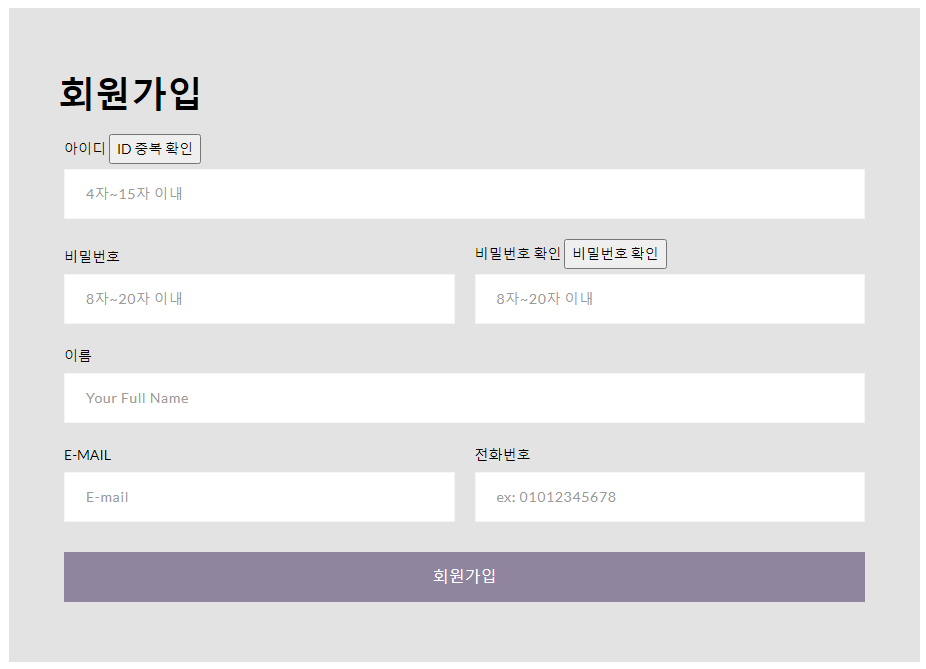 회원가입
아이디 ID 중복 확인
4자~15자 이내
비밀번호 비밀번호 확인 비밀번호 확인
8자~20자 이내 8자~20자 이내
이름
Your Full Name
E-MAIL 전화번호
E-mail ex: 01012345678
회원가입